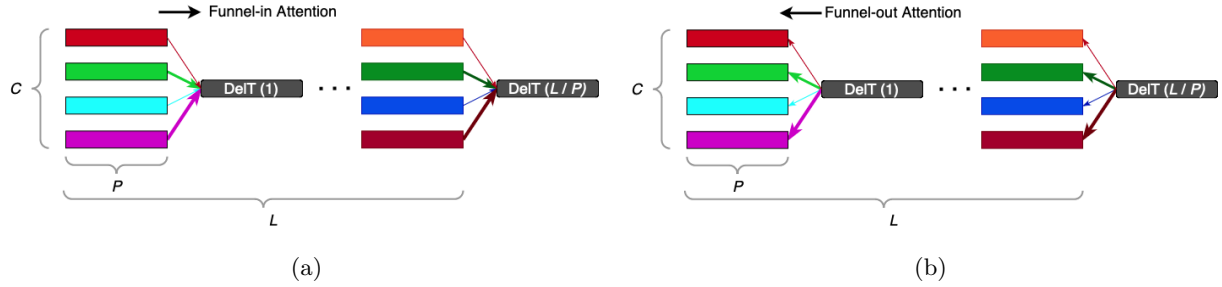 Funnel-in Attention
C
DelT (1)
. . .
DelT (L / P)
P
L
(a)
Funnel-out Attention
C
DelT (1)
. . .
DelT (L / P)
P
L
(b)